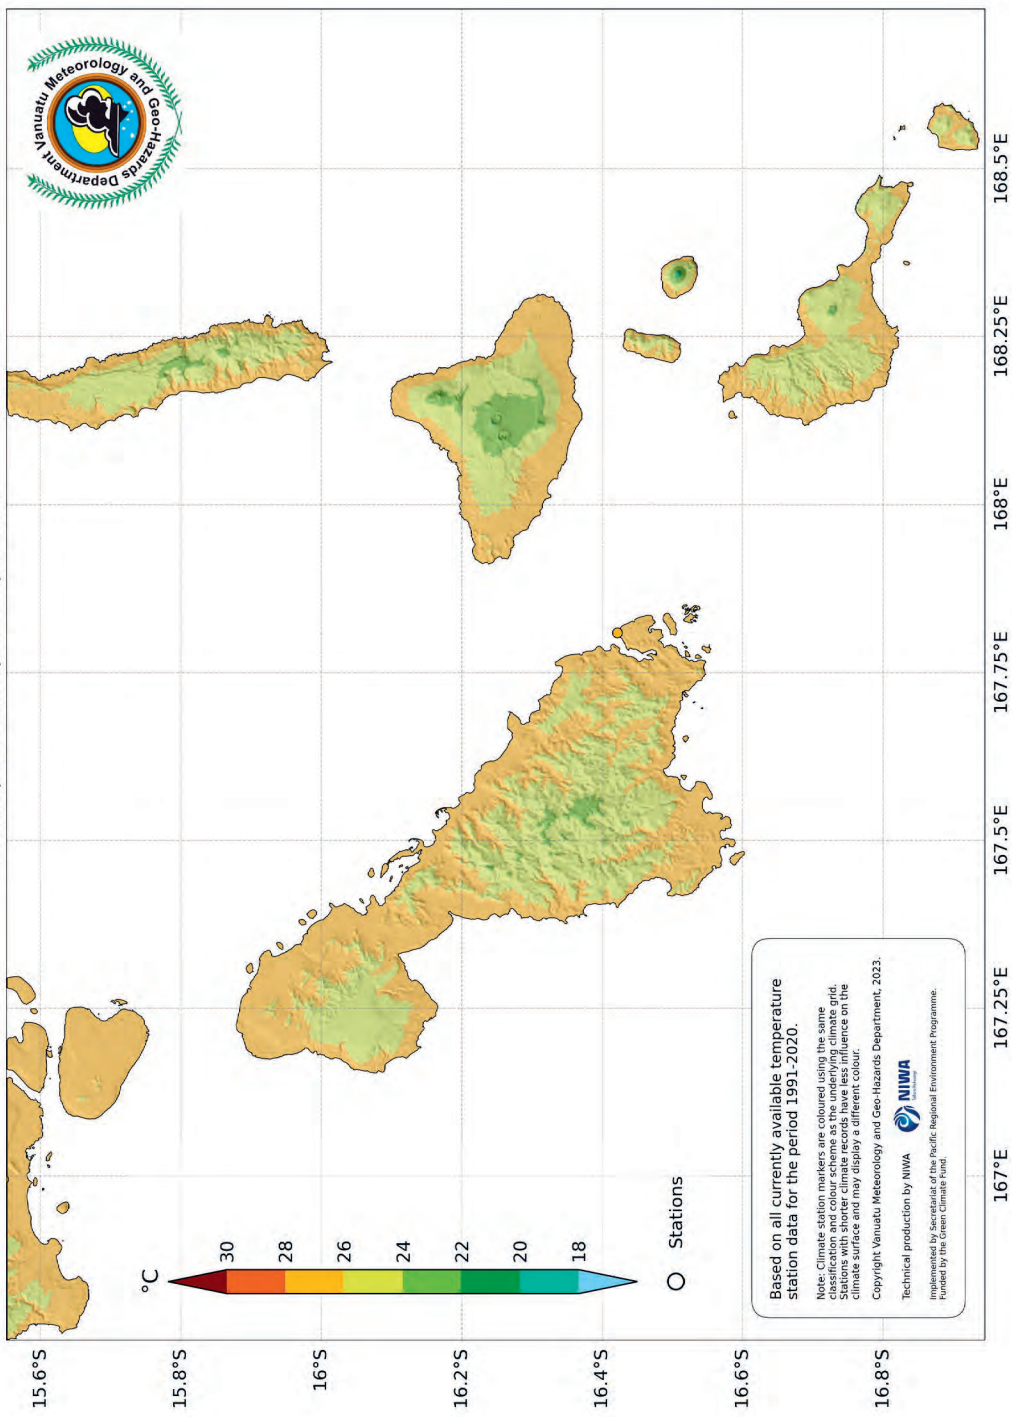 Vanuatu Meteorology and Geo-Hazards Department
°C
30
28
26
24
22
20
18
Stations
Based on all currently available temperature
station data for the period 1991-2020.
Note: Climate station markers are coloured using the same
classification and colour scheme as the underlying climate grid.
Stations with shorter climate records have less influence on the
climate surface and may display a different colour.
Copyright Vanuatu Meteorology and Geo-Hazards Department, 2023.
Technical production by NIWA
NIWA
Implemented by Secretariat of the Pacific Regional Environment Programme.
Funded by the Green Climate Fund.
15.6°S
15.8°S
16°S
16.2°S
16.4°S
16.6°S
16.8°S
167°E
167.25°E
167.5°E
167.75°E
168°E
168.25°E
168.5°E